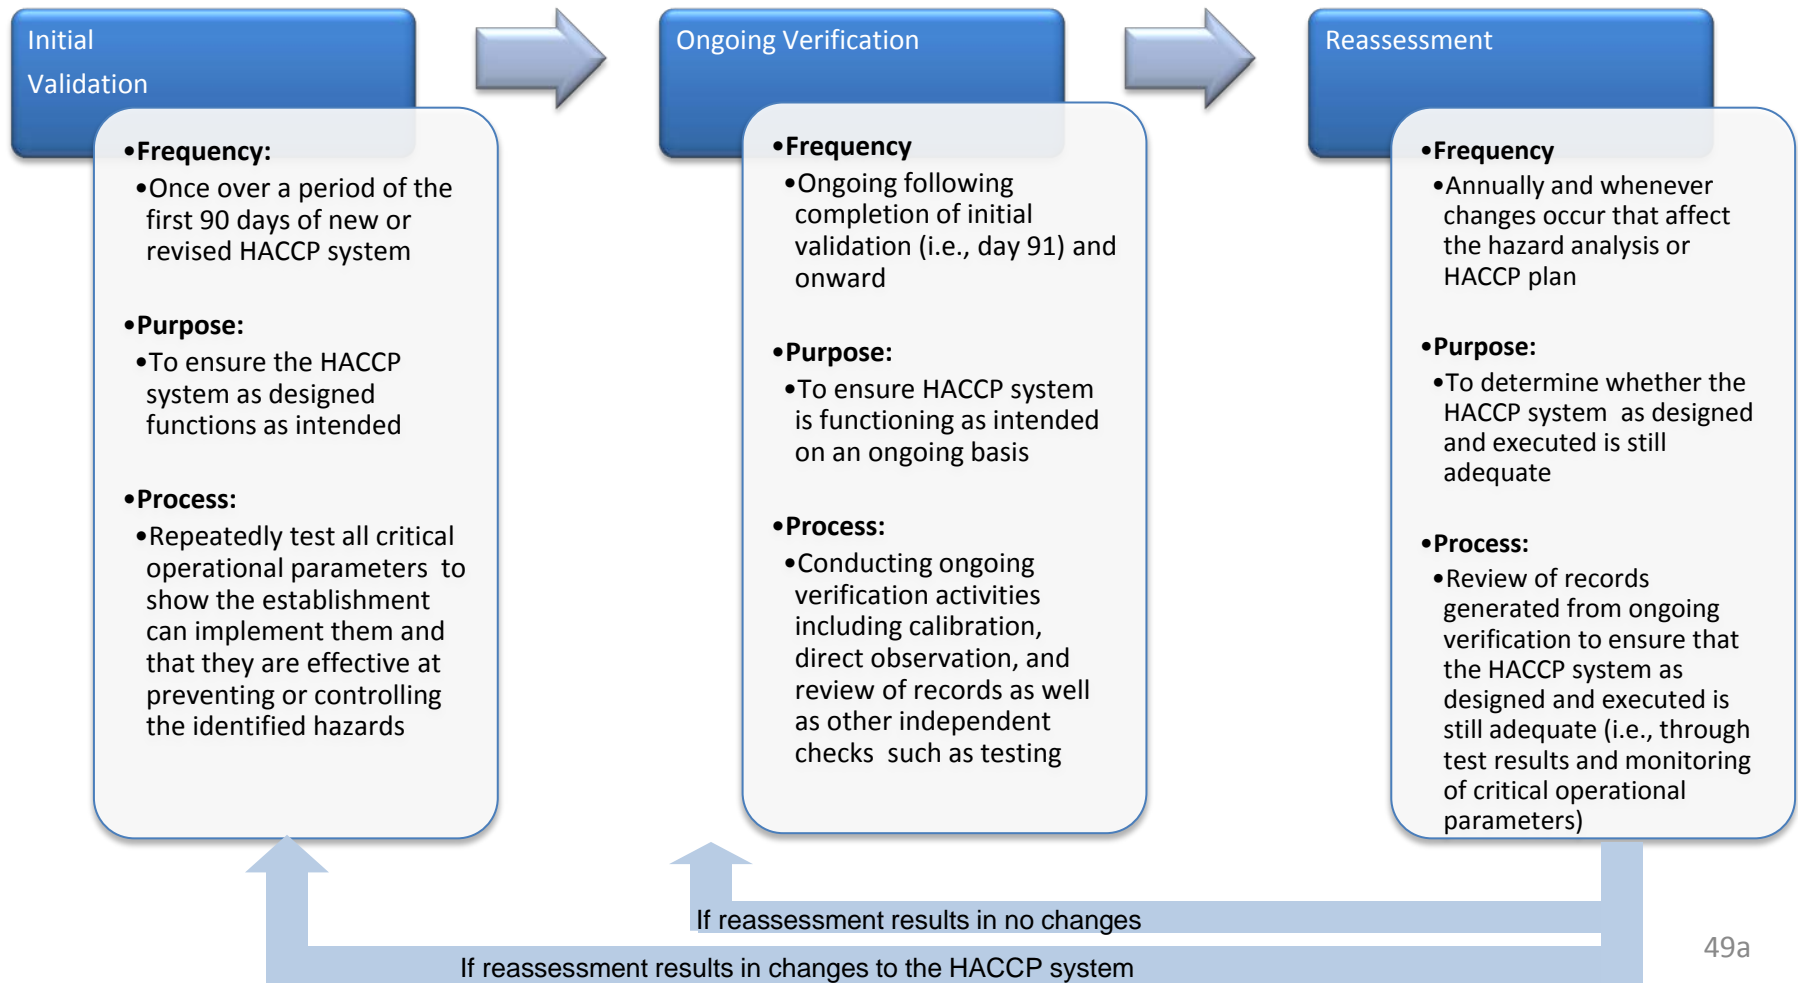 Initial
Validation
•Frequency:
•Once over a period of the
first 90 days of new or
revised HACCP system
•Purpose:
•To ensure the HACCP
system as designed
functions as intended
•Process:
•Repeatedly test all critical
operational parameters to
show the establishment
can implement them and
that they are effective at
preventing or controlling
the identified hazards
Ongoing Verification
•Frequency
•Ongoing following
completion of initial
validation (i.e., day 91) and
onward
•Purpose:
•To ensure HACCP system
is functioning as intended
on an ongoing basis
•Process:
•Conducting ongoing
verification activities
including calibration,
direct observation, and
review of records as well
as other independent
checks such as testing
Reassessment
•Frequency
•Annually and whenever
changes occur that affect
the hazard analysis or
HACCP plan
•Purpose:
•To determine whether the
HACCP system as designed
and executed is still
adequate
•Process:
•Review of records
generated from ongoing
verification to ensure that
the HACCP system as
designed and executed is
still adequate (i.e., through
test results and monitoring
of critical operational
parameters)
If reassessment results in no changes
If reassessment results in changes to the HACCP system
49a